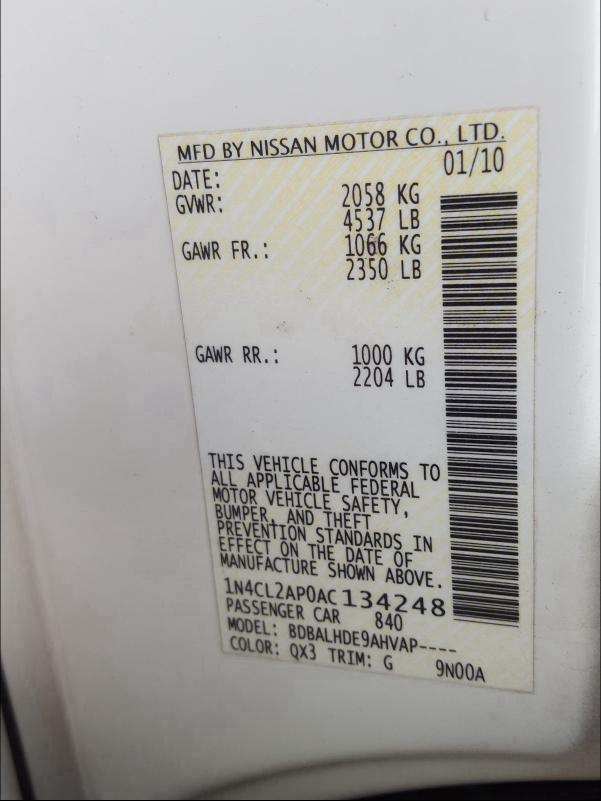 MFD BY NISSAN MOTOR CO., LTD.
DATE: 01/10
GVWR: 2058 KG
4537 LB
GAWR FR.: 1066 KG
2350 LB
GAWR RR.: 1000 KG
2204 LB
THIS VEHICLE CONFORMS TO
ALL APPLICABLE FEDERAL
MOTOR VEHICLE SAFETY,
BUMPER, AND THEFT
PREVENTION STANDARDS IN
EFFECT ON THE DATE OF
MANUFACTURE SHOWN ABOVE.
1N4CL2AP0AC134248
PASSENGER CAR 840
MODEL: BDBALHDE9AHVAP----
COLOR: QX3 TRIM: G 9N00A